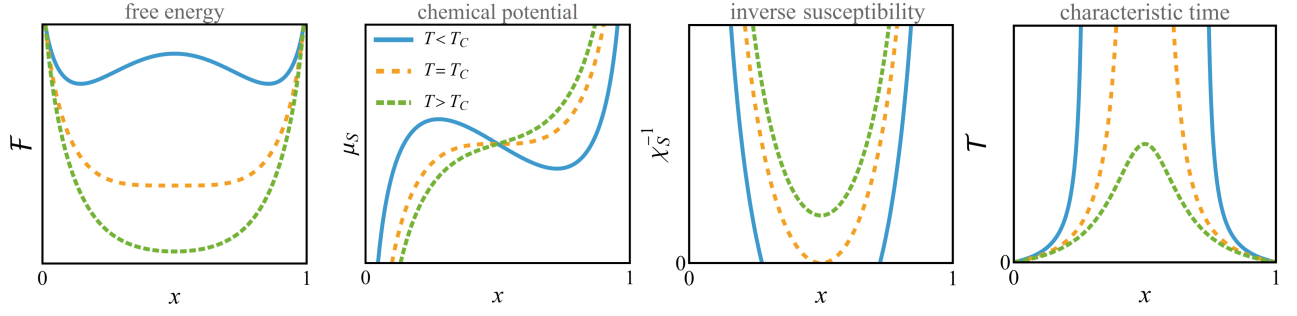 free energy
chemical potential
inverse susceptibility
characteristic time
T < T_C
T = T_C
T > T_C
ℱ
μ_S
χ_S^{-1}
𝒯
0
0
0 1
x
0 1
x
0 1
x
0 1
x